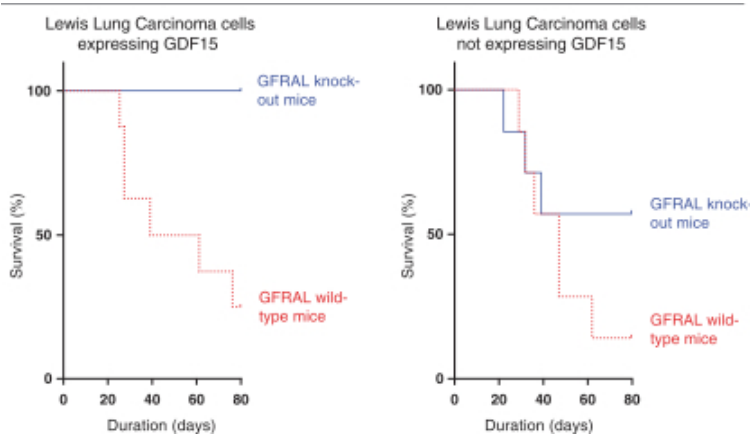 Lewis Lung Carcinoma cells
expressing GDF15
100
50
0
Survival (%)
GFRAL knock-
out mice
GFRAL wild-
type mice
0 20 40 60 80
Duration (days)
Lewis Lung Carcinoma cells
not expressing GDF15
100
50
0
Survival (%)
GFRAL knock-
out mice
GFRAL wild-
type mice
0 20 40 60 80
Duration (days)